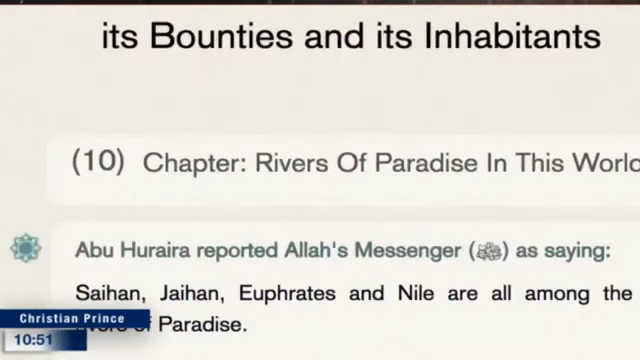 its Bounties and its Inhabitants
(10) Chapter: Rivers Of Paradise In This World
Abu Huraira reported Allah's Messenger (ﷺ) as saying:
Saihan, Jaihan, Euphrates and Nile are all among the
rivers of Paradise.
Christian Prince
10:51